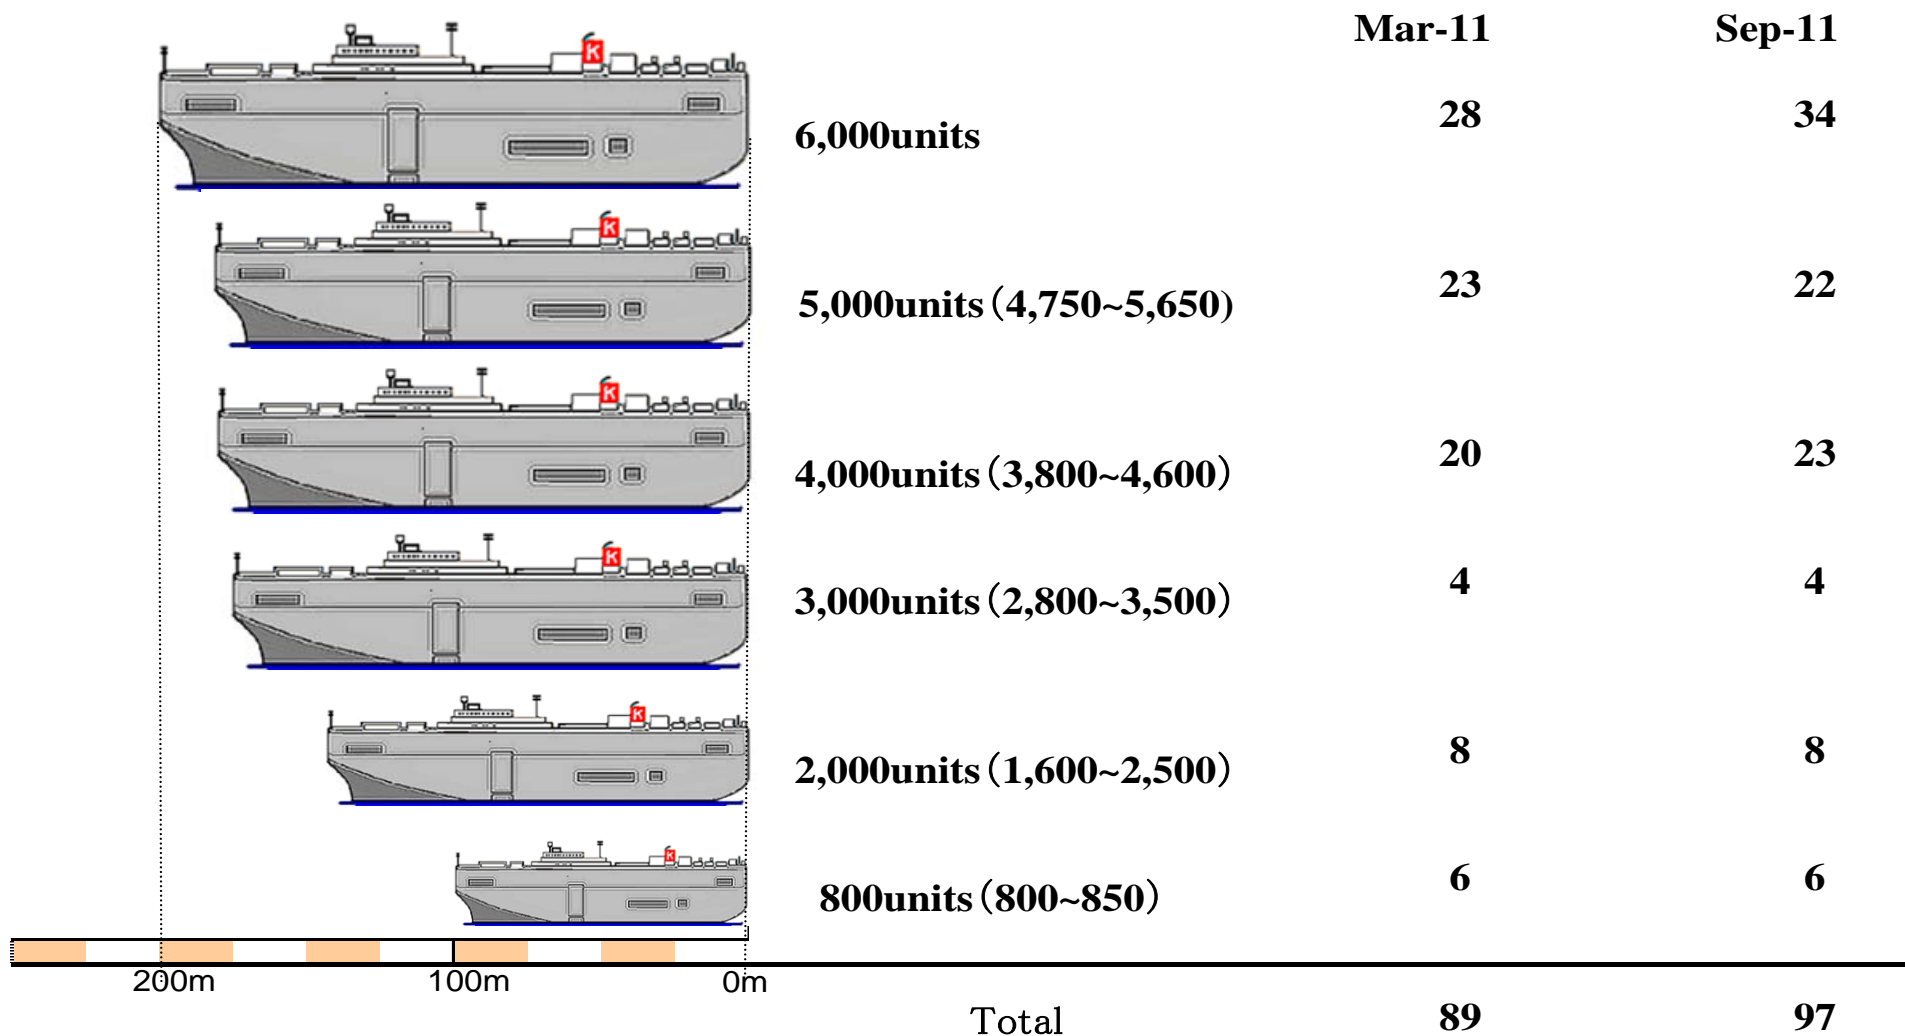 Mar-11 Sep-11
K
6,000units 28 34
K
5,000units（4,750~5,650) 23 22
K
4,000units（3,800~4,600） 20 23
K
3,000units（2,800~3,500） 4 4
K
2,000units（1,600~2,500） 8 8
K
800units（800~850） 6 6
200m 100m 0m
Total 89 97